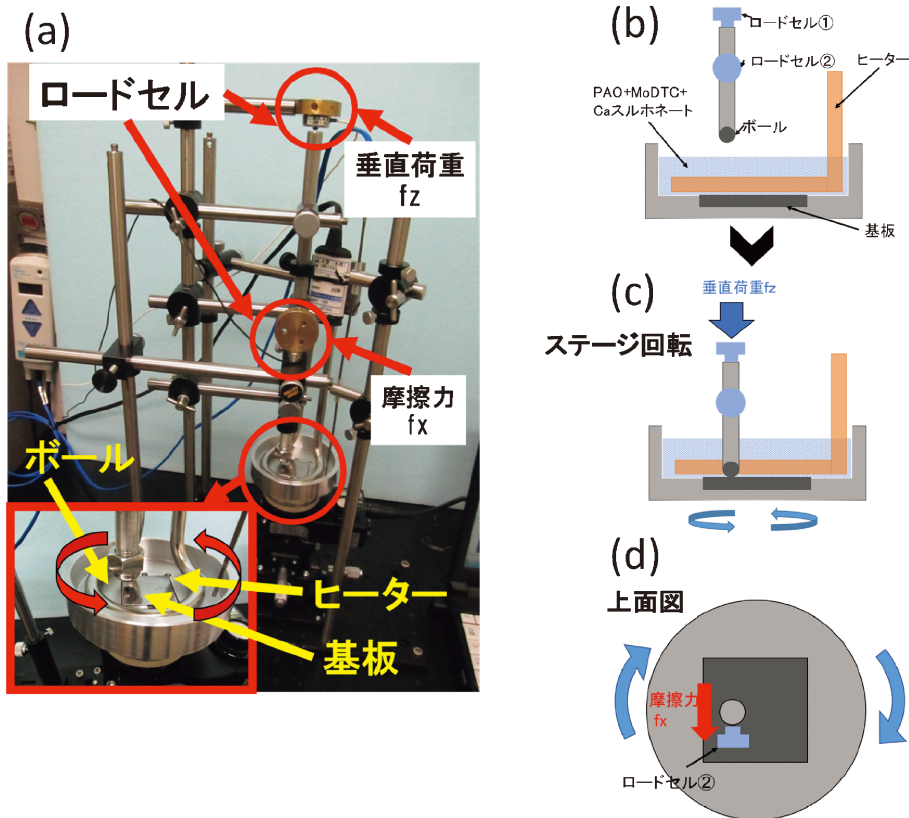 (a)
ロードセル
垂直荷重
fz
摩擦力
fx
ボール
ヒーター
基板
(b)
ロードセル①
ロードセル②
ヒーター
PAO+MoDTC+
Caスルホネート
ボール
基板
(c)
垂直荷重fz
ステージ回転
(d)
上面図
摩擦力
fx
ロードセル②